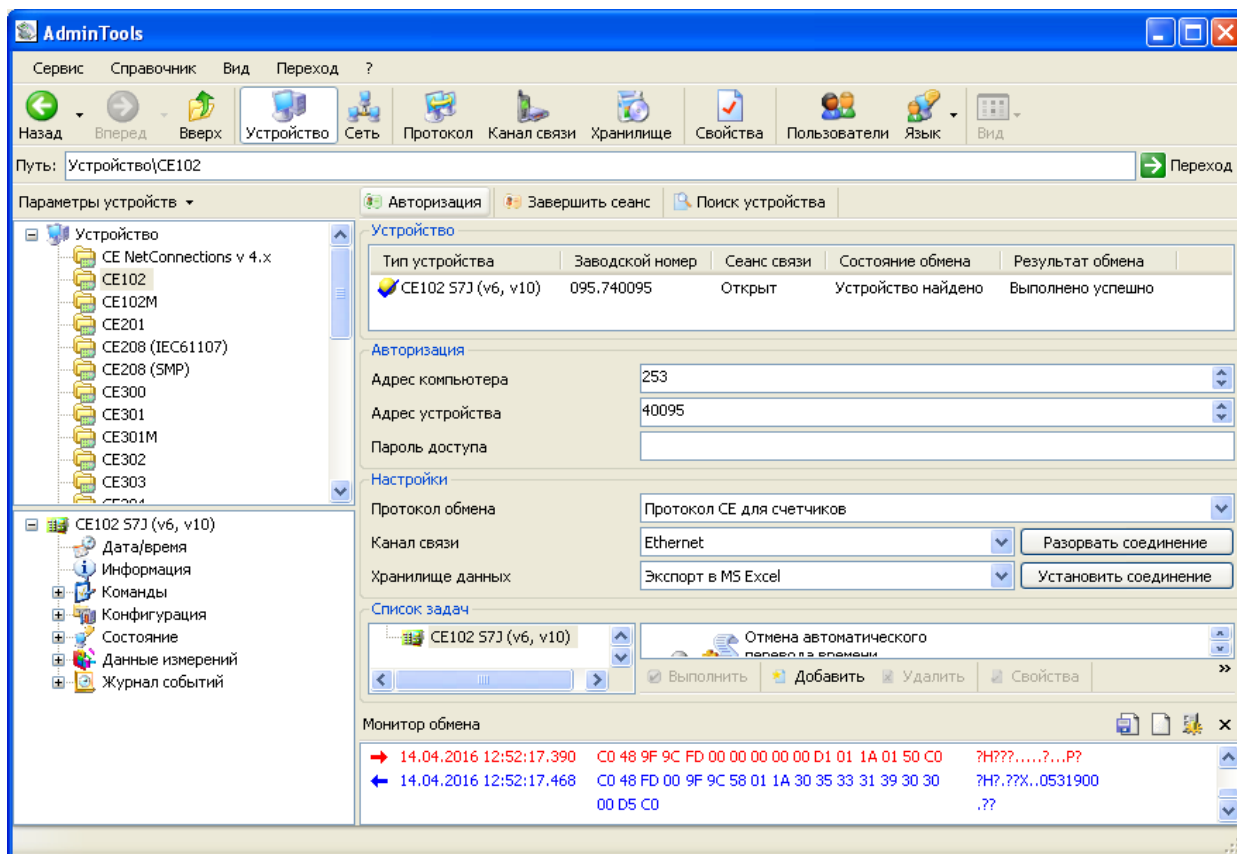 AdminTools
Сервис Справочник Вид Переход ?
Назад Вперед Вверх Устройство Сеть Протокол Канал связи Хранилище Свойства Пользователи Язык Вид
Путь: Устройство\CE102 Переход
Параметры устройств
Авторизация Завершить сеанс Поиск устройства
Устройство
CE NetConnections v 4.x
CE102
CE102M
CE201
CE208 (IEC61107)
CE208 (SMP)
CE300
CE301
CE301M
CE302
CE303
CE102 S7J (v6, v10)
Дата/время
Информация
Команды
Конфигурация
Состояние
Данные измерений
Журнал событий
Устройство
Тип устройства Заводской номер Сеанс связи Состояние обмена Результат обмена
CE102 S7J (v6, v10) 095.740095 Открыт Устройство найдено Выполнено успешно
Авторизация
Адрес компьютера 253
Адрес устройства 40095
Пароль доступа
Настройки
Протокол обмена Протокол CE для счетчиков
Канал связи Ethernet Разорвать соединение
Хранилище данных Экспорт в MS Excel Установить соединение
Список задач
CE102 S7J (v6, v10)
Отмена автоматического
перевода времени
Выполнить Добавить Удалить Свойства »
Монитор обмена
14.04.2016 12:52:17.390 C0 48 9F 9C FD 00 00 00 00 00 D1 01 1A 01 50 C0 ?H???.....?...P?
14.04.2016 12:52:17.468 C0 48 FD 00 9F 9C 58 01 1A 30 35 33 31 39 30 30 ?H?.??X..0531900
00 D5 C0 .??